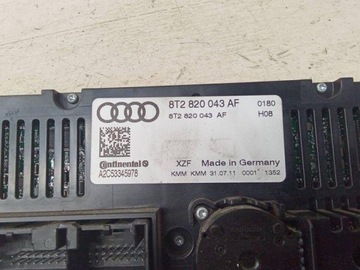 8T2 820 043 AF 0180
8T2 820 043 AF H08
Continental
A2C53345978
XZF Made in Germany
KMM KMM 31.07.11 0001 1352